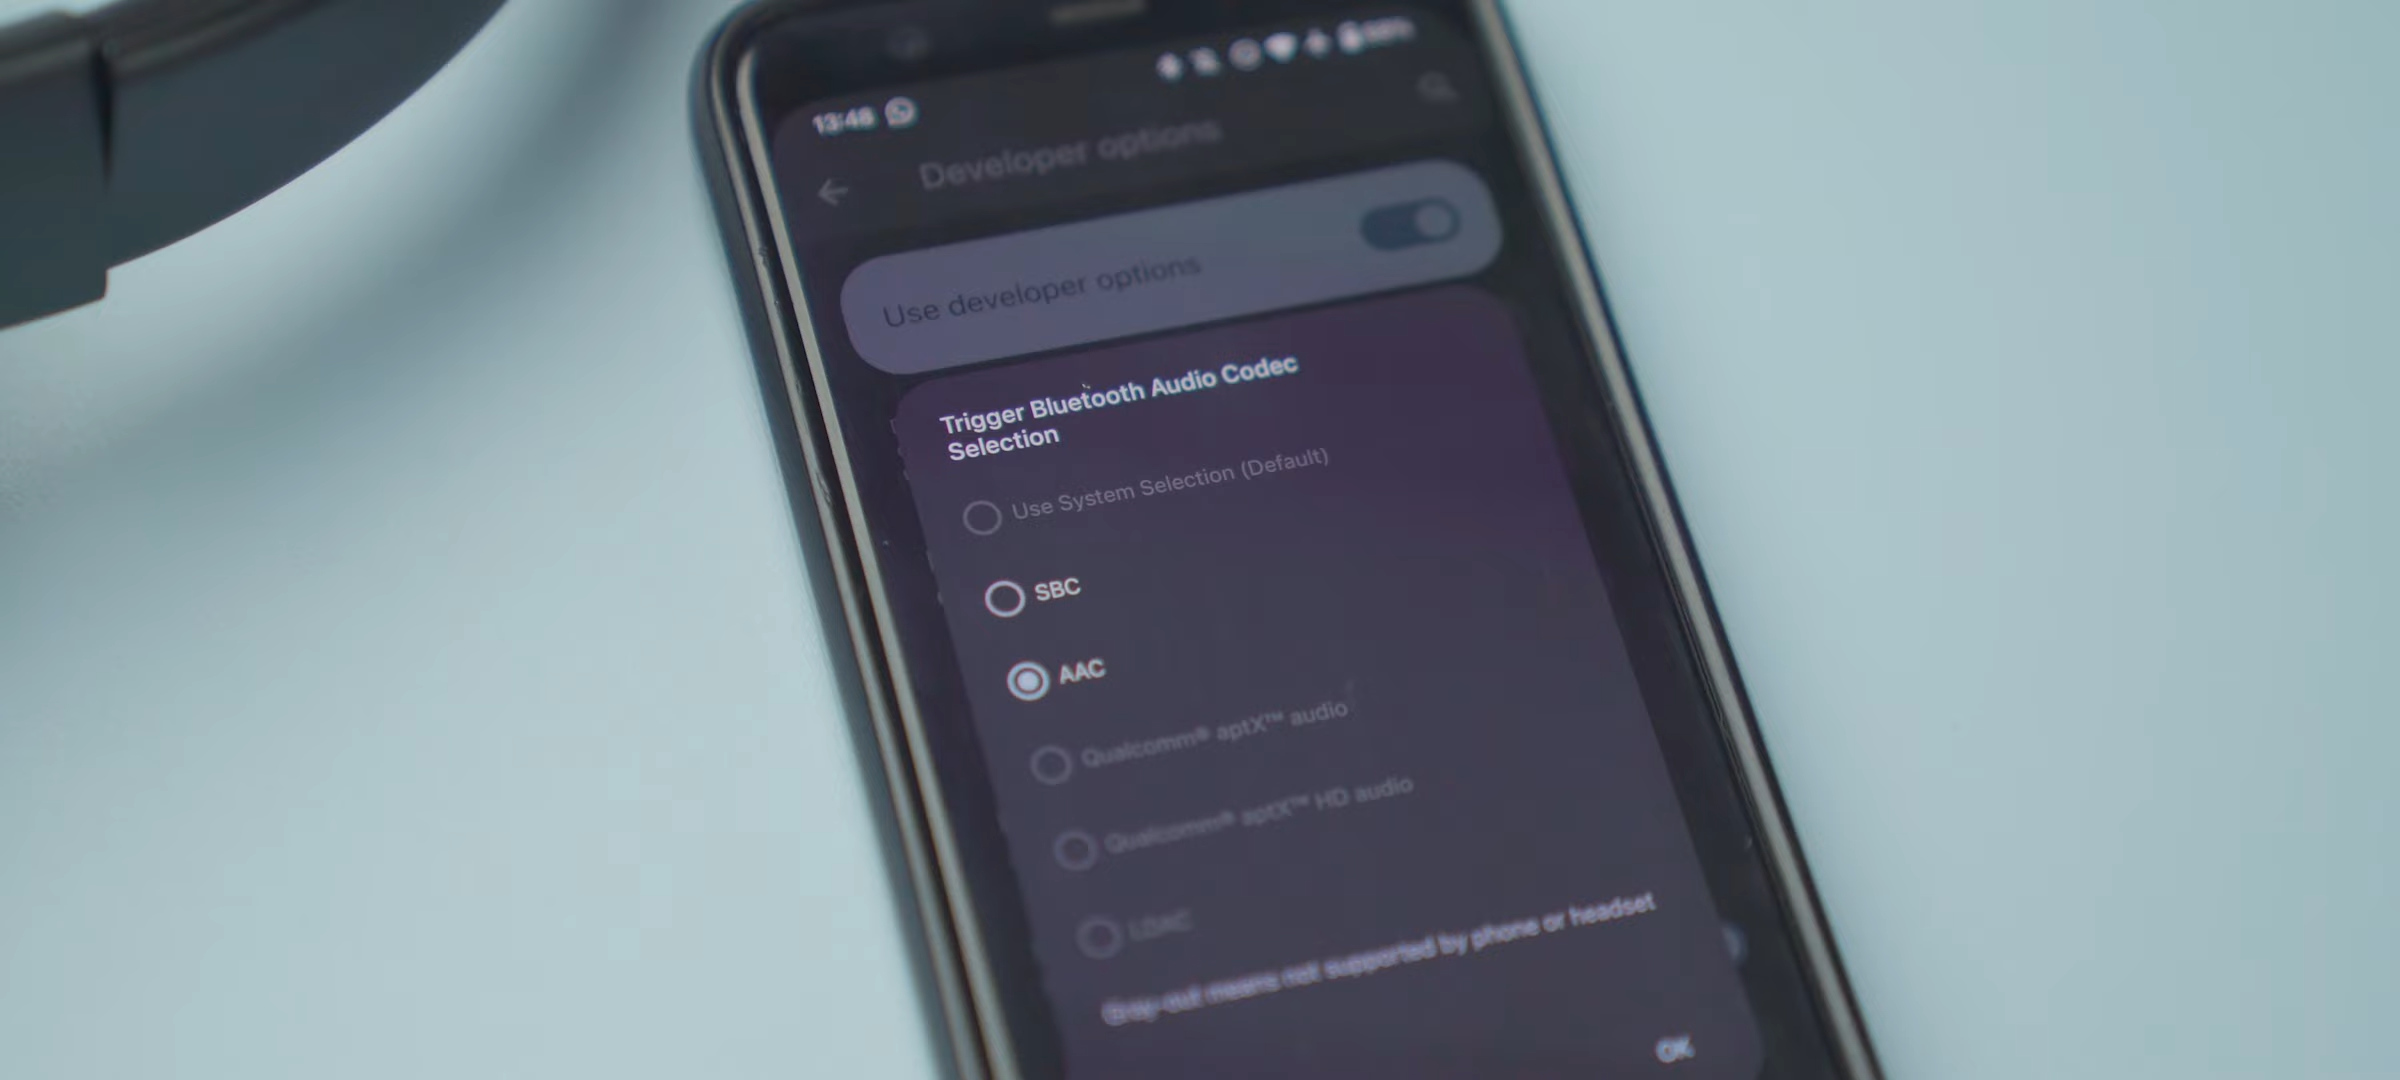 13:48
Developer options
Use developer options
Trigger Bluetooth Audio Codec
Selection
Use System Selection (Default)
SBC
AAC
Qualcomm® aptX™ audio
Qualcomm® aptX™ HD audio
LDAC
Gray-out means not supported by phone or headset
OK